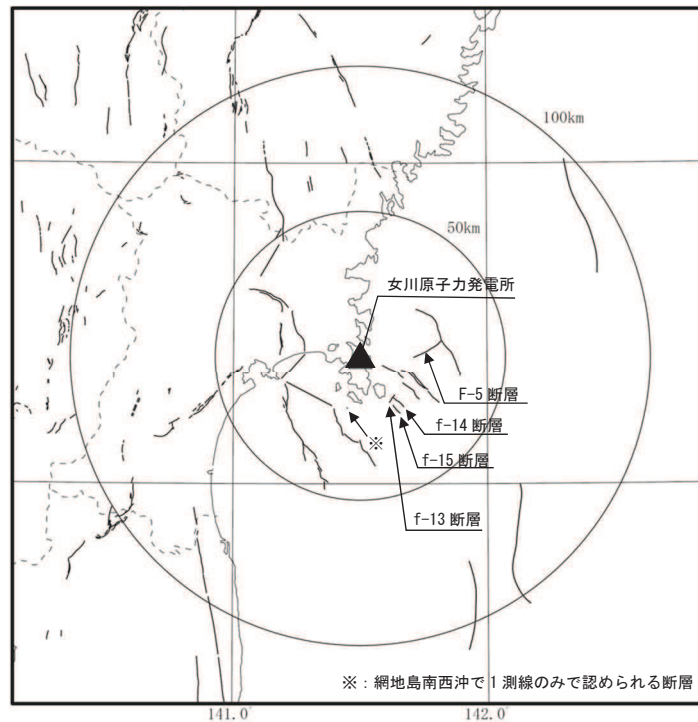 100km
50km
女川原子力発電所
F-5 断層
f-14 断層
f-15 断層
※
f-13 断層
※：網地島南西沖で 1 測線のみで認められる断層
141.0°
142.0°